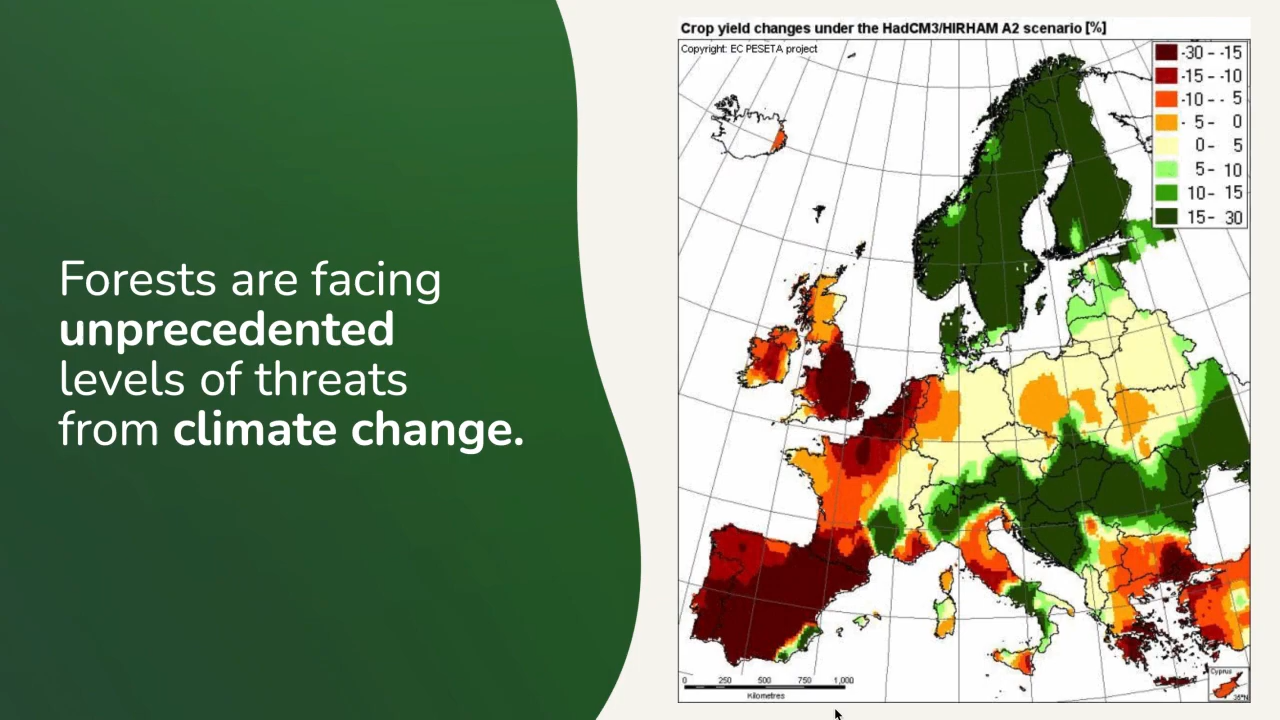 Forests are facing
unprecedented
levels of threats
from climate change.
Crop yield changes under the HadCM3/HIRHAM A2 scenario [%]
Copyright: EC PESETA project
-30 - -15
-15 - -10
-10 - - 5
- 5 - 0
0 - 5
5 - 10
10 - 15
15 - 30
0 250 500 750 1,000
Kilometres
Cyprus
35°N